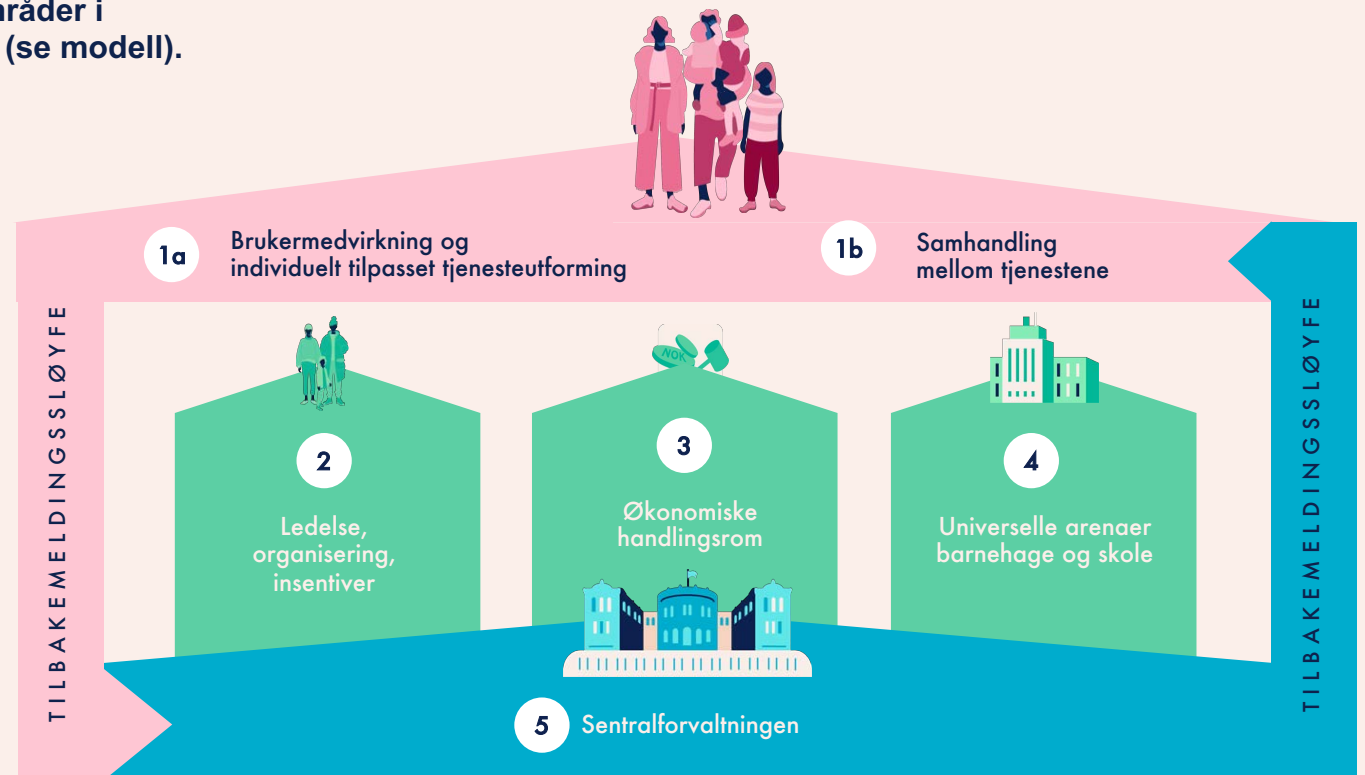 i
(se modell).
1a
Brukermedvirkning og
individuelt tilpasset tjenesteutforming
1b
Samhandling
mellom tjenestene
TILBAKEMELDINGSSLØYFE
NOK
2
Ledelse,
organisering,
insentiver
3
Økonomiske
handlingsrom
4
Universelle arenaer
barnehage og skole
TILBAKEMELDINGSSLØYFE
5
Sentralforvaltningen